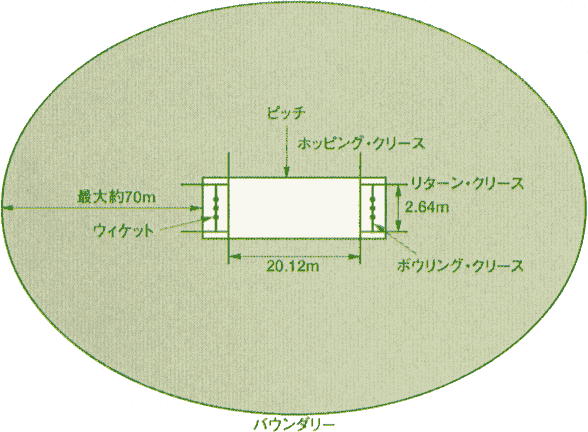 ピッチ
ホッピング・クリース
最大約70m
リターン・クリース
2.64m
ウィケット
ボウリング・クリース
20.12m
バウンダリー